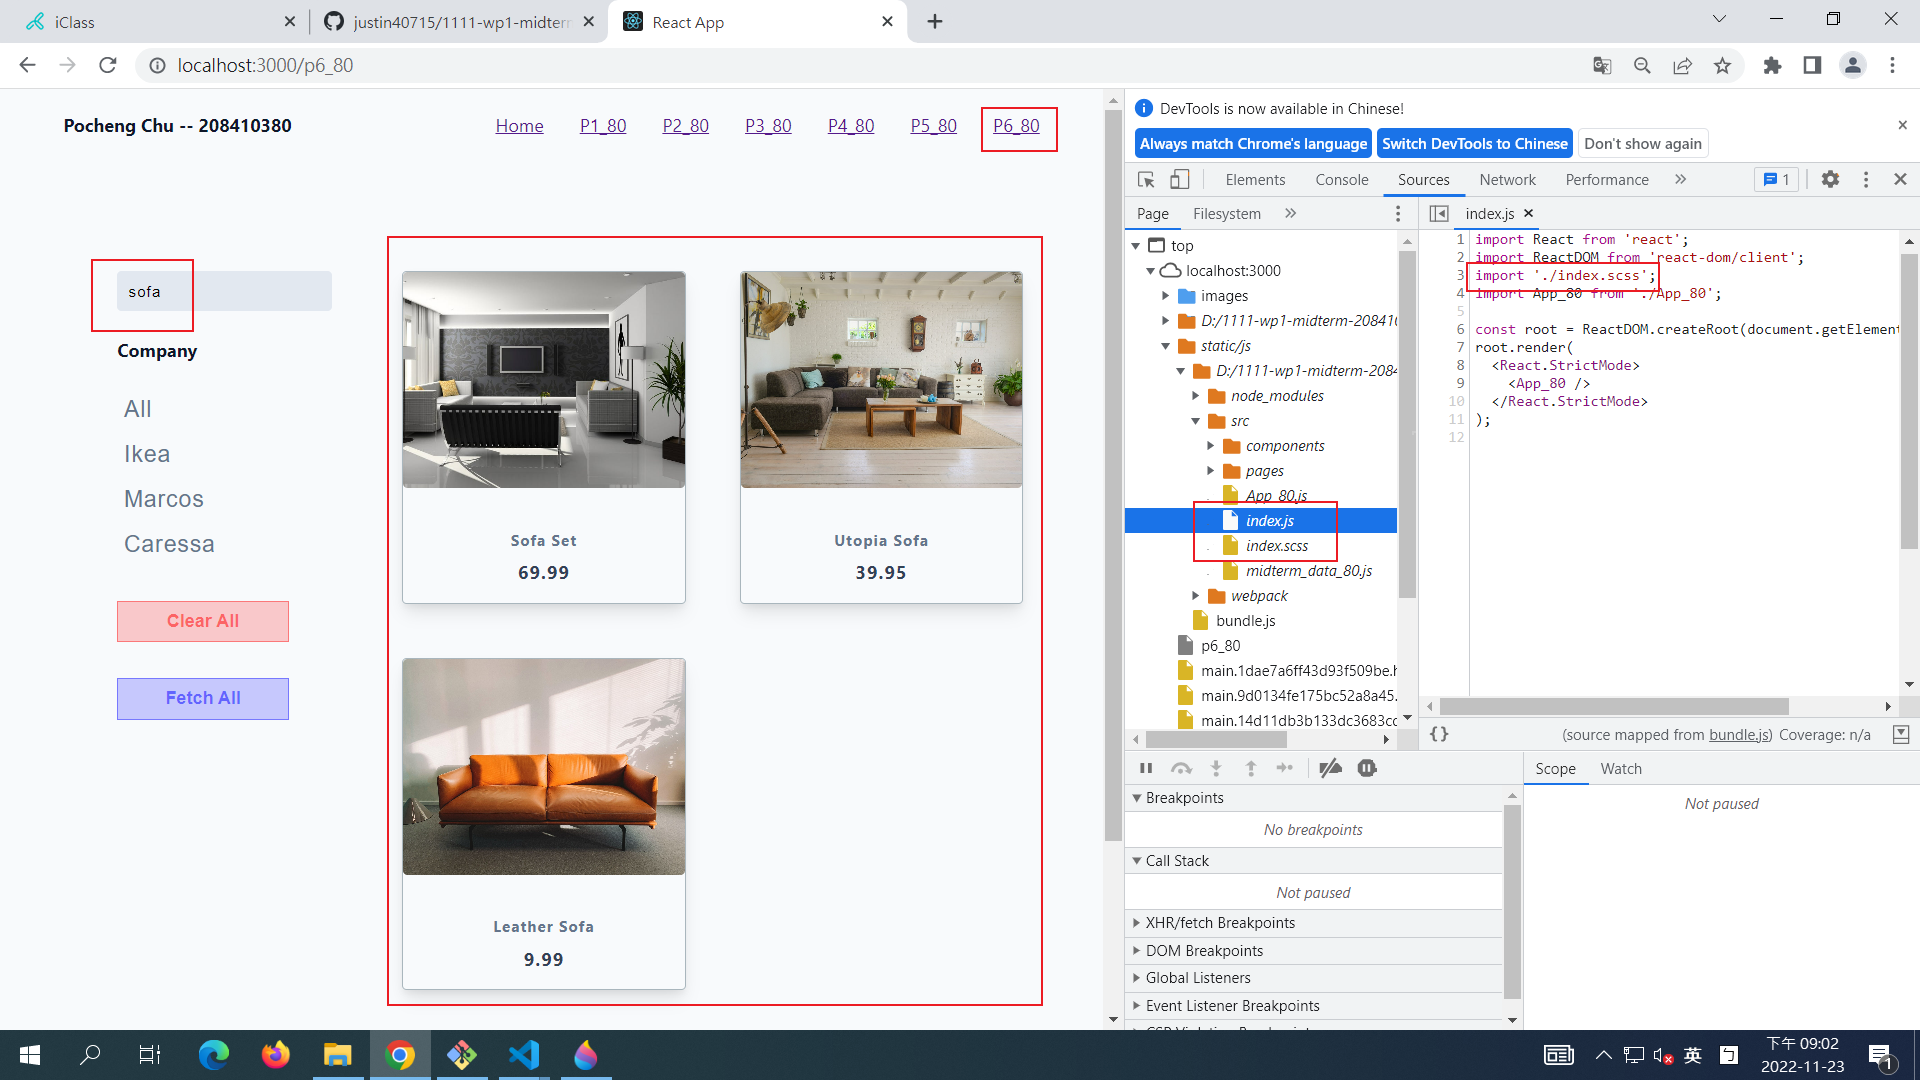 iClass
justin40715/1111-wp1-midterm
React App
localhost:3000/p6_80
Pocheng Chu -- 208410380
Home
P1_80
P2_80
P3_80
P4_80
P5_80
P6_80
sofa
Company
All
Ikea
Marcos
Caressa
Clear All
Fetch All
Sofa Set
69.99
Utopia Sofa
39.95
Leather Sofa
9.99
DevTools is now available in Chinese!
Always match Chrome's language
Switch DevTools to Chinese
Don't show again
Elements
Console
Sources
Network
Performance
1
Page
Filesystem
index.js
top
localhost:3000
images
D:/1111-wp1-midterm-20841
static/js
D:/1111-wp1-midterm-2084
node_modules
src
components
pages
App_80.js
index.js
index.scss
midterm_data_80.js
webpack
bundle.js
p6_80
main.1dae7a6ff43d93f509be.h
main.9d0134fe175bc52a8a45.
main.14d11db3b133dc3683cc
1 import React from 'react';
2 import ReactDOM from 'react-dom/client';
3 import './index.scss';
4 import App_80 from './App_80';
5
6 const root = ReactDOM.createRoot(document.getElement
7 root.render(
8 <React.StrictMode>
9 <App_80 />
10 </React.StrictMode>
11 );
12
{}
(source mapped from bundle.js)
Coverage: n/a
Scope
Watch
Not paused
Breakpoints
No breakpoints
Call Stack
Not paused
XHR/fetch Breakpoints
DOM Breakpoints
Global Listeners
Event Listener Breakpoints
CSP Violation Breakpoints
英
下午 09:02
2022-11-23
1